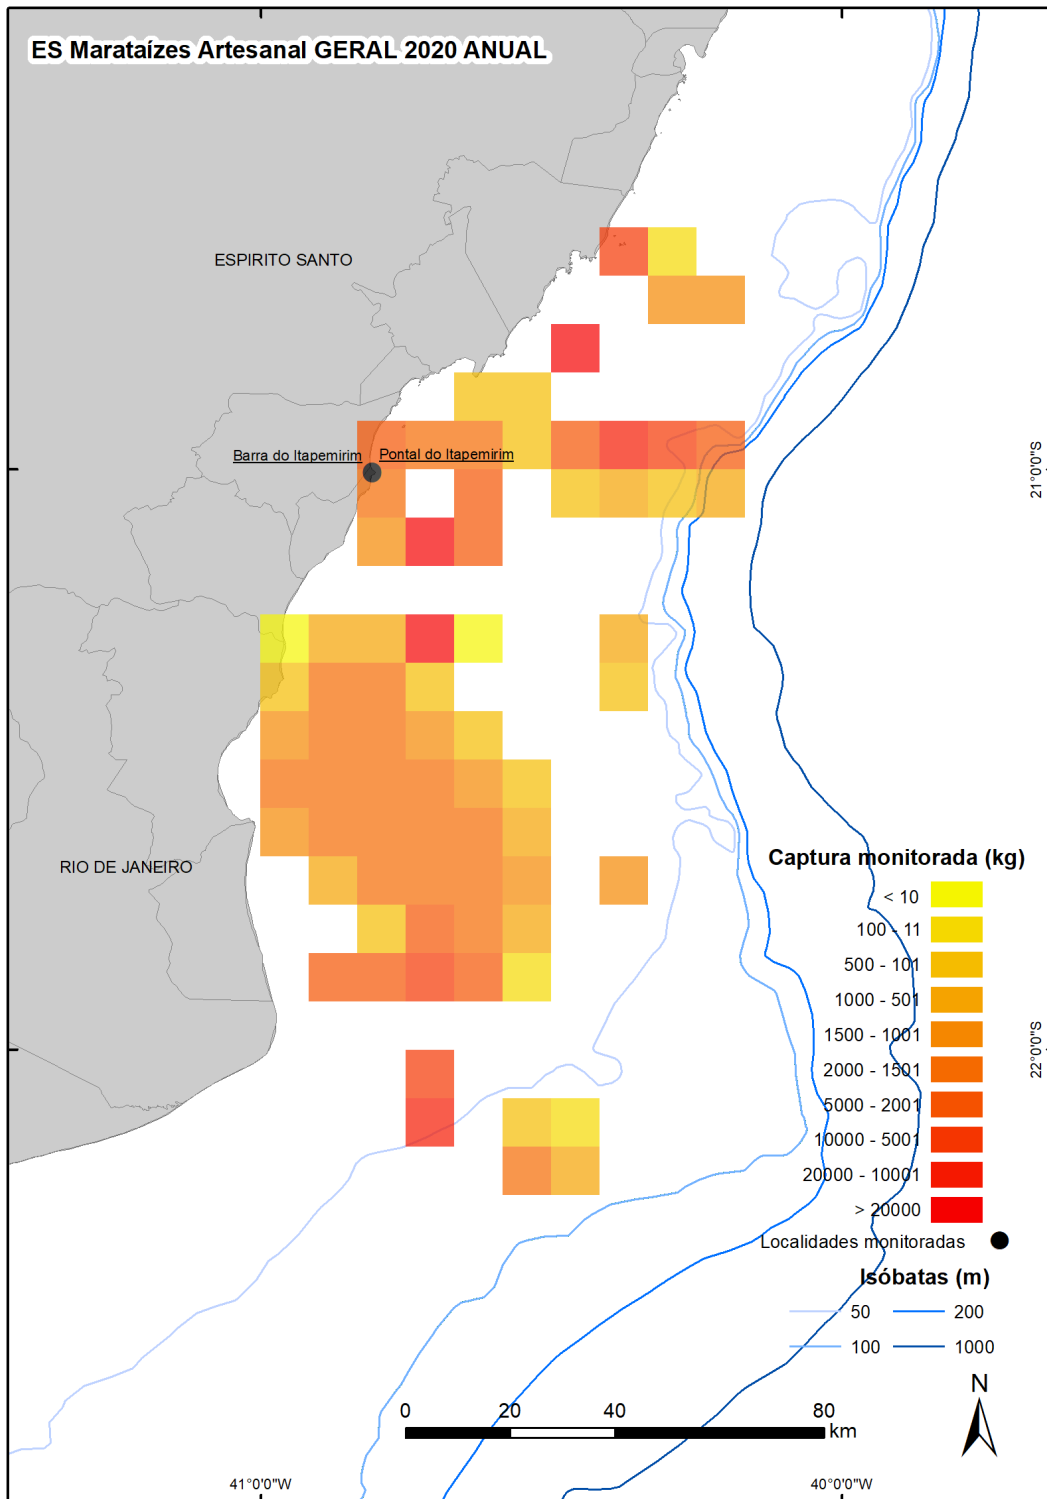 ES Marataízes Artesanal GERAL 2020 ANUAL
ESPIRITO SANTO
Barra do Itapemirim
Pontal do Itapemirim
21°0'0"S
RIO DE JANEIRO
Captura monitorada (kg)
< 10
100 - 11
500 - 101
1000 - 501
1500 - 1001
2000 - 1501
5000 - 2001
10000 - 5001
20000 - 10001
> 20000
22°0'0"S
Localidades monitoradas
Isóbatas (m)
50 200
100 1000
N
0 20 40 80
km
41°0'0"W
40°0'0"W